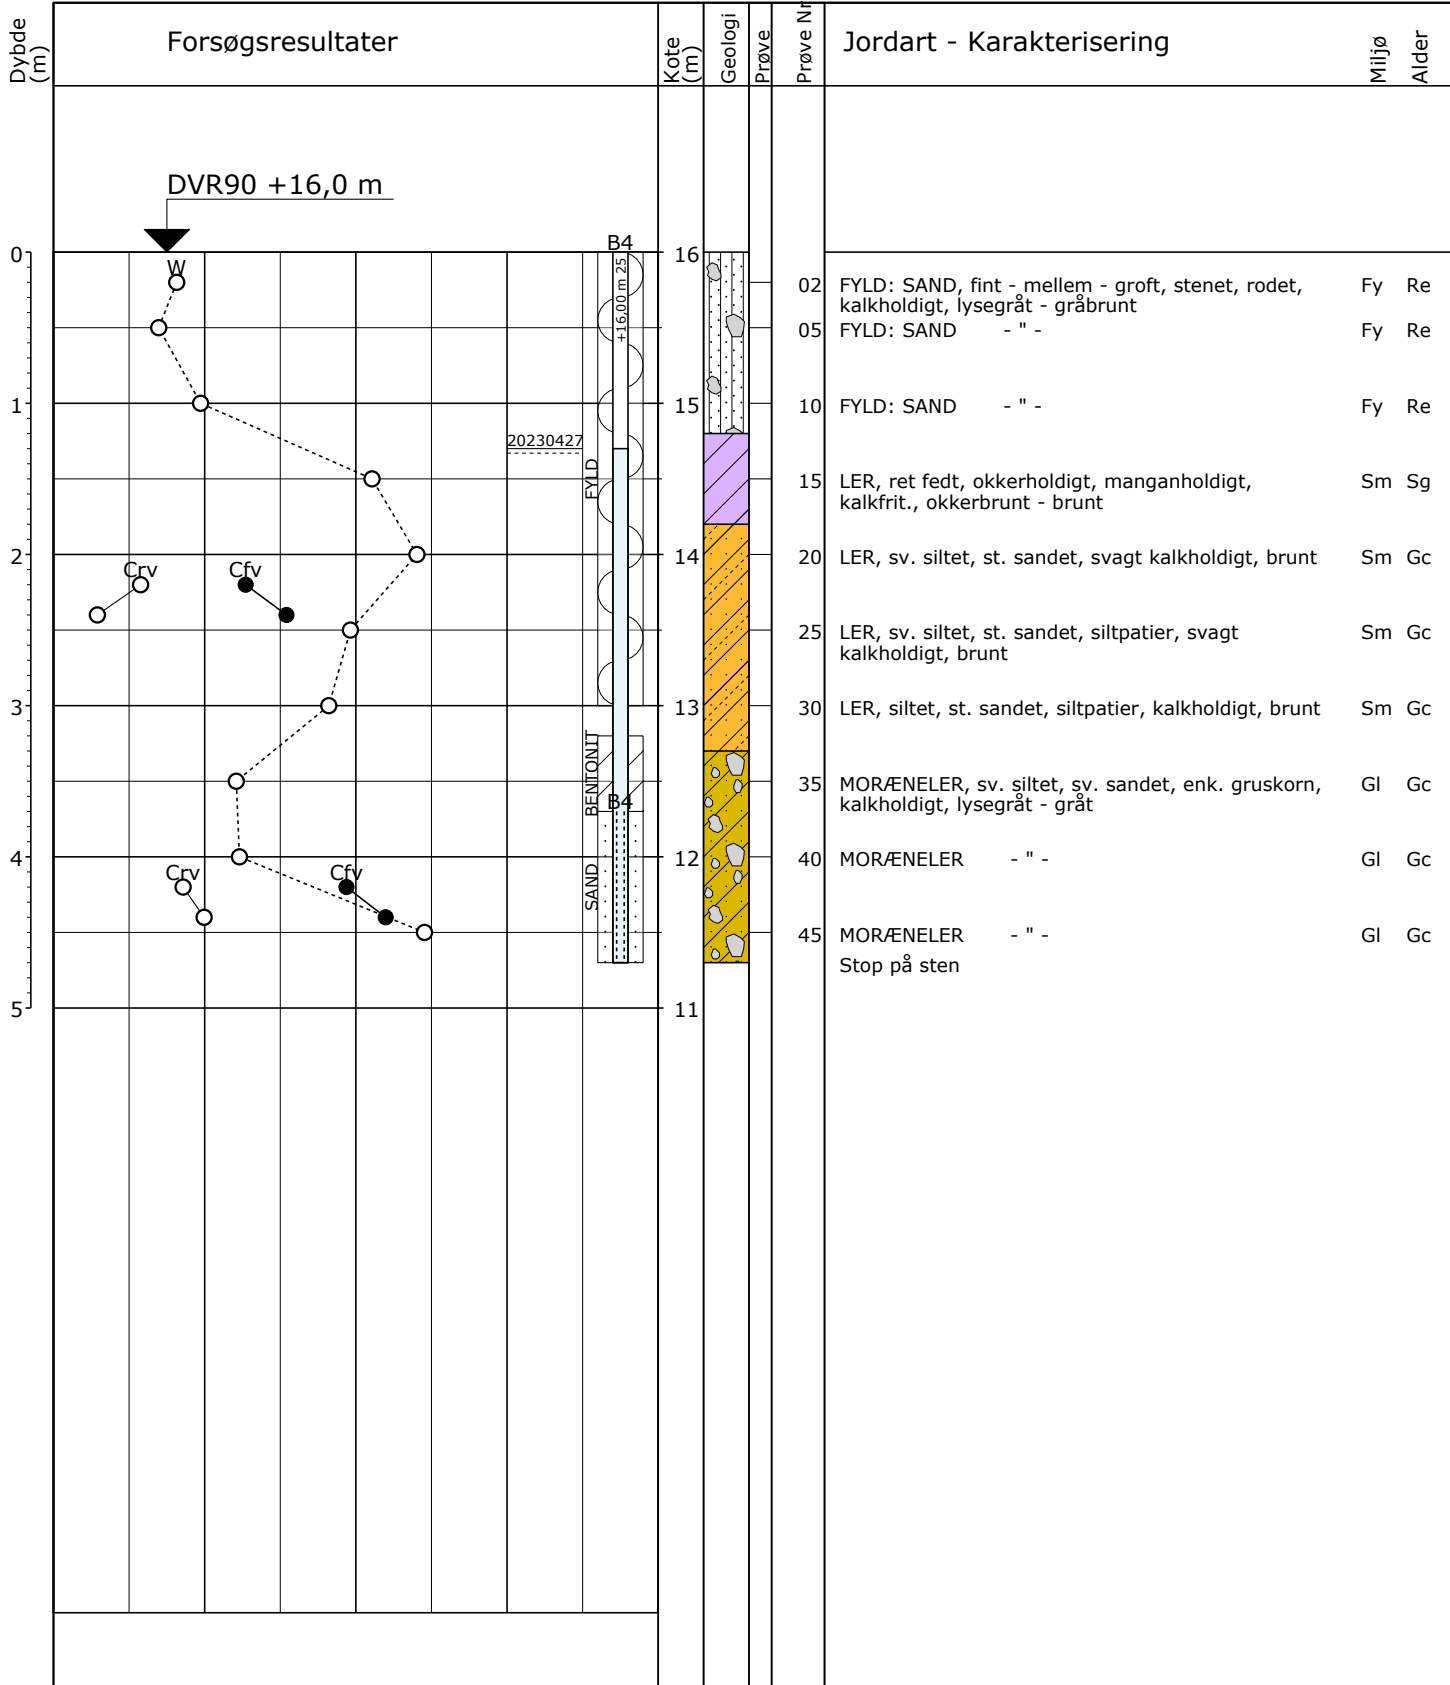 Dybde
(m)
Forsøgsresultater
Kote
(m)
Geologi
Prøve
Prøve Nr
Jordart - Karakterisering
Miljø
Alder
DVR90 +16,0 m
B4
0
W
+16,00 m 25
16
02 FYLD: SAND, fint - mellem - groft, stenet, rodet, Fy Re
kalkholdigt, lysegråt - gråbrunt
05 FYLD: SAND - " - Fy Re
1
15
10 FYLD: SAND - " - Fy Re
20230427
FYLD
15 LER, ret fedt, okkerholdigt, manganholdigt, Sm Sg
kalkfrit., okkerbrunt - brunt
2
14
20 LER, sv. siltet, st. sandet, svagt kalkholdigt, brunt Sm Gc
Crv
Cfv
25 LER, sv. siltet, st. sandet, siltpatier, svagt Sm Gc
kalkholdigt, brunt
3
13
30 LER, siltet, st. sandet, siltpatier, kalkholdigt, brunt Sm Gc
BENTONIT
35 MORÆNELER, sv. siltet, sv. sandet, enk. gruskorn, Gl Gc
kalkholdigt, lysegråt - gråt
B4
4
12
40 MORÆNELER - " - Gl Gc
Crv
Cfv
SAND
45 MORÆNELER - " - Gl Gc
Stop på sten
5
11